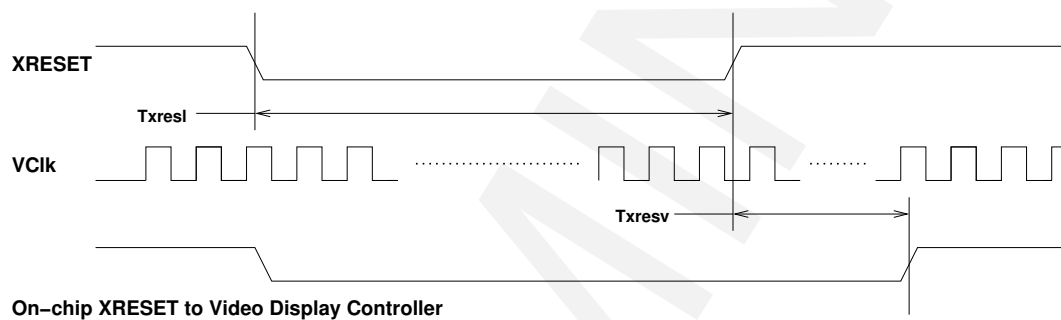 XRESET
Txresl
VClk
Txresv
On-chip XRESET to Video Display Controller